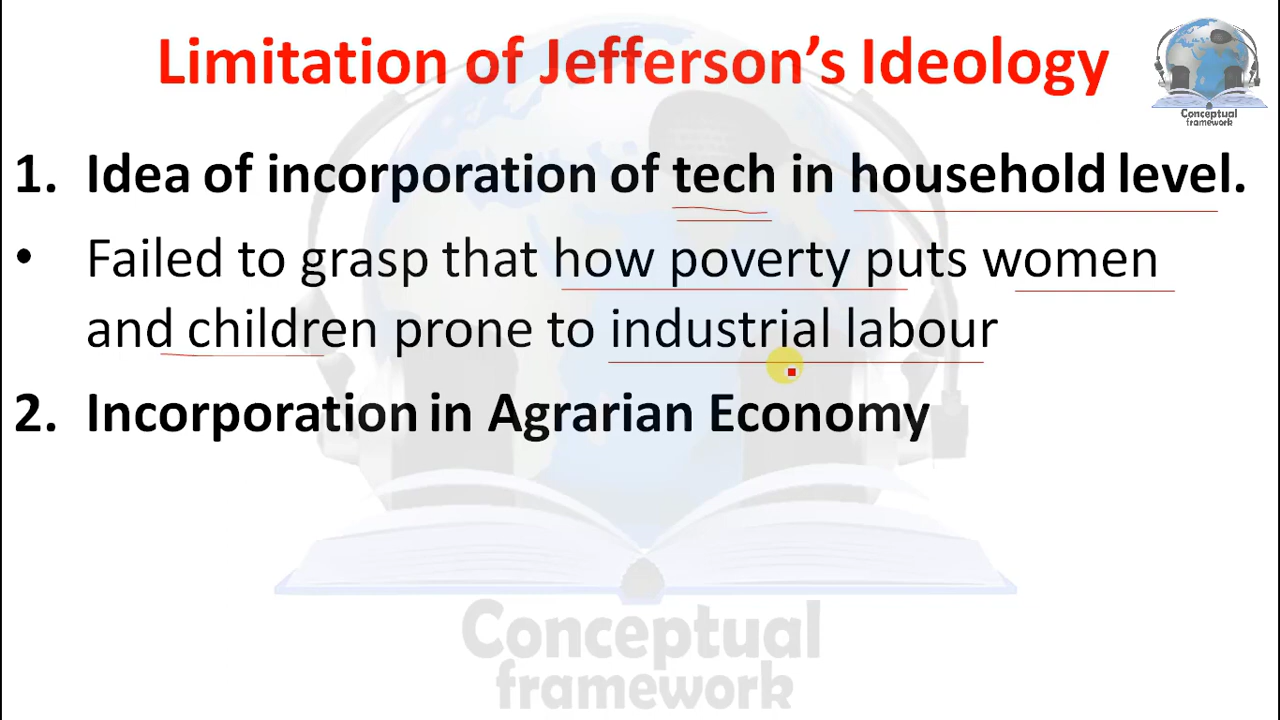 Limitation of Jefferson's Ideology
Conceptual
framework
1. Idea of incorporation of tech in household level.
• Failed to grasp that how poverty puts women
and children prone to industrial labour
2. Incorporation in Agrarian Economy
Conceptual
framework